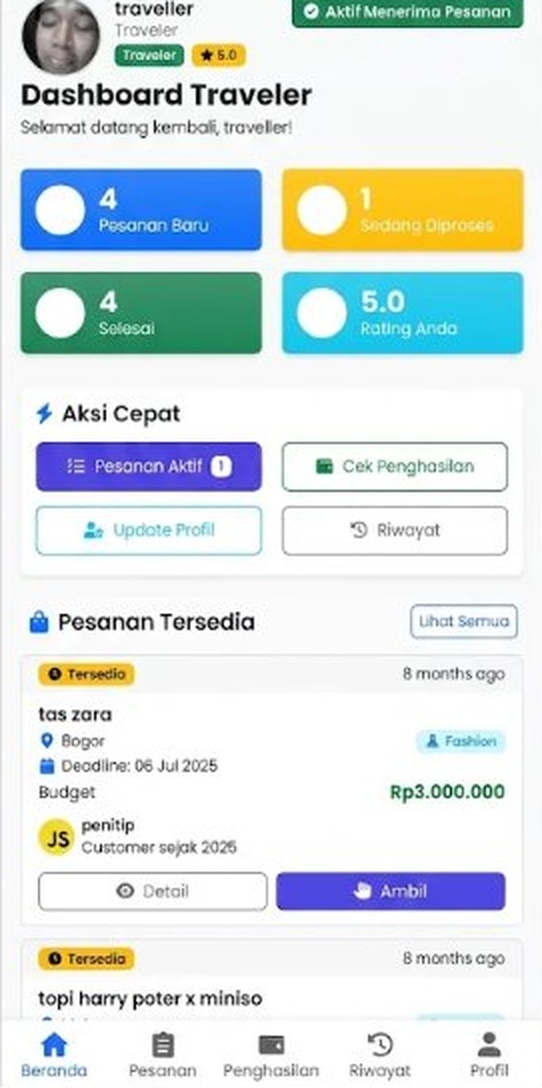 traveller
Aktif Menerima Pesanan
Traveler
Traveler
5.0
Dashboard Traveler
Selamat datang kembali, traveller!
4
Pesanan Baru
1
Sedang Diproses
4
Selesai
5.0
Rating Anda
Aksi Cepat
Pesanan Aktif 1
Cek Penghasilan
Update Profil
Riwayat
Pesanan Tersedia
Lihat Semua
Tersedia
8 months ago
tas zara
Bogor
Fashion
Deadline: 06 Jul 2025
Budget
Rp3.000.000
JS
penitip
Customer sejak 2025
Detail
Ambil
Tersedia
8 months ago
topi harry poter x miniso
Beranda
Pesanan
Penghasilan
Riwayat
Profil